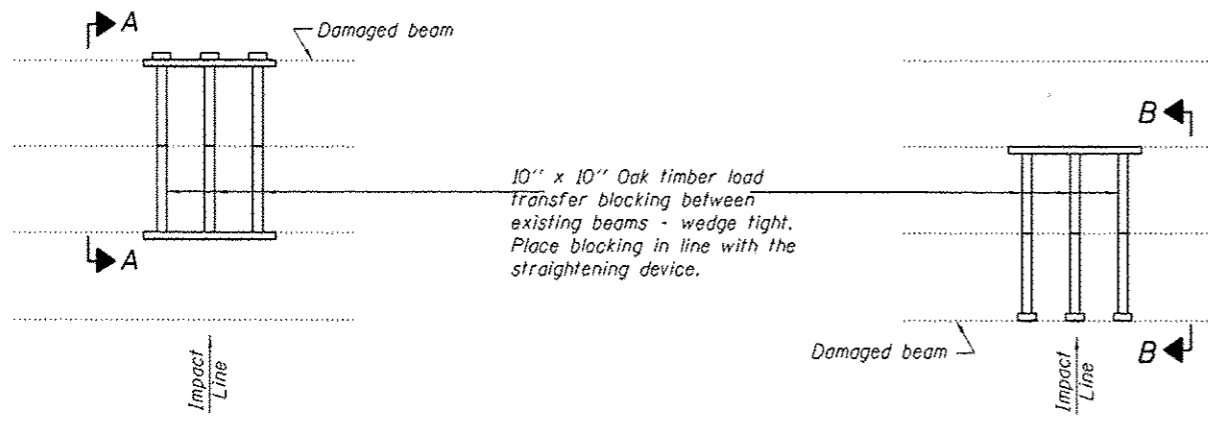 A
Damaged beam
B
10'' x 10'' Oak timber load
transfer blocking between
existing beams - wedge tight.
Place blocking in line with the
straightening device.
A
Damaged beam
B
Impact
Line
Impact
Line